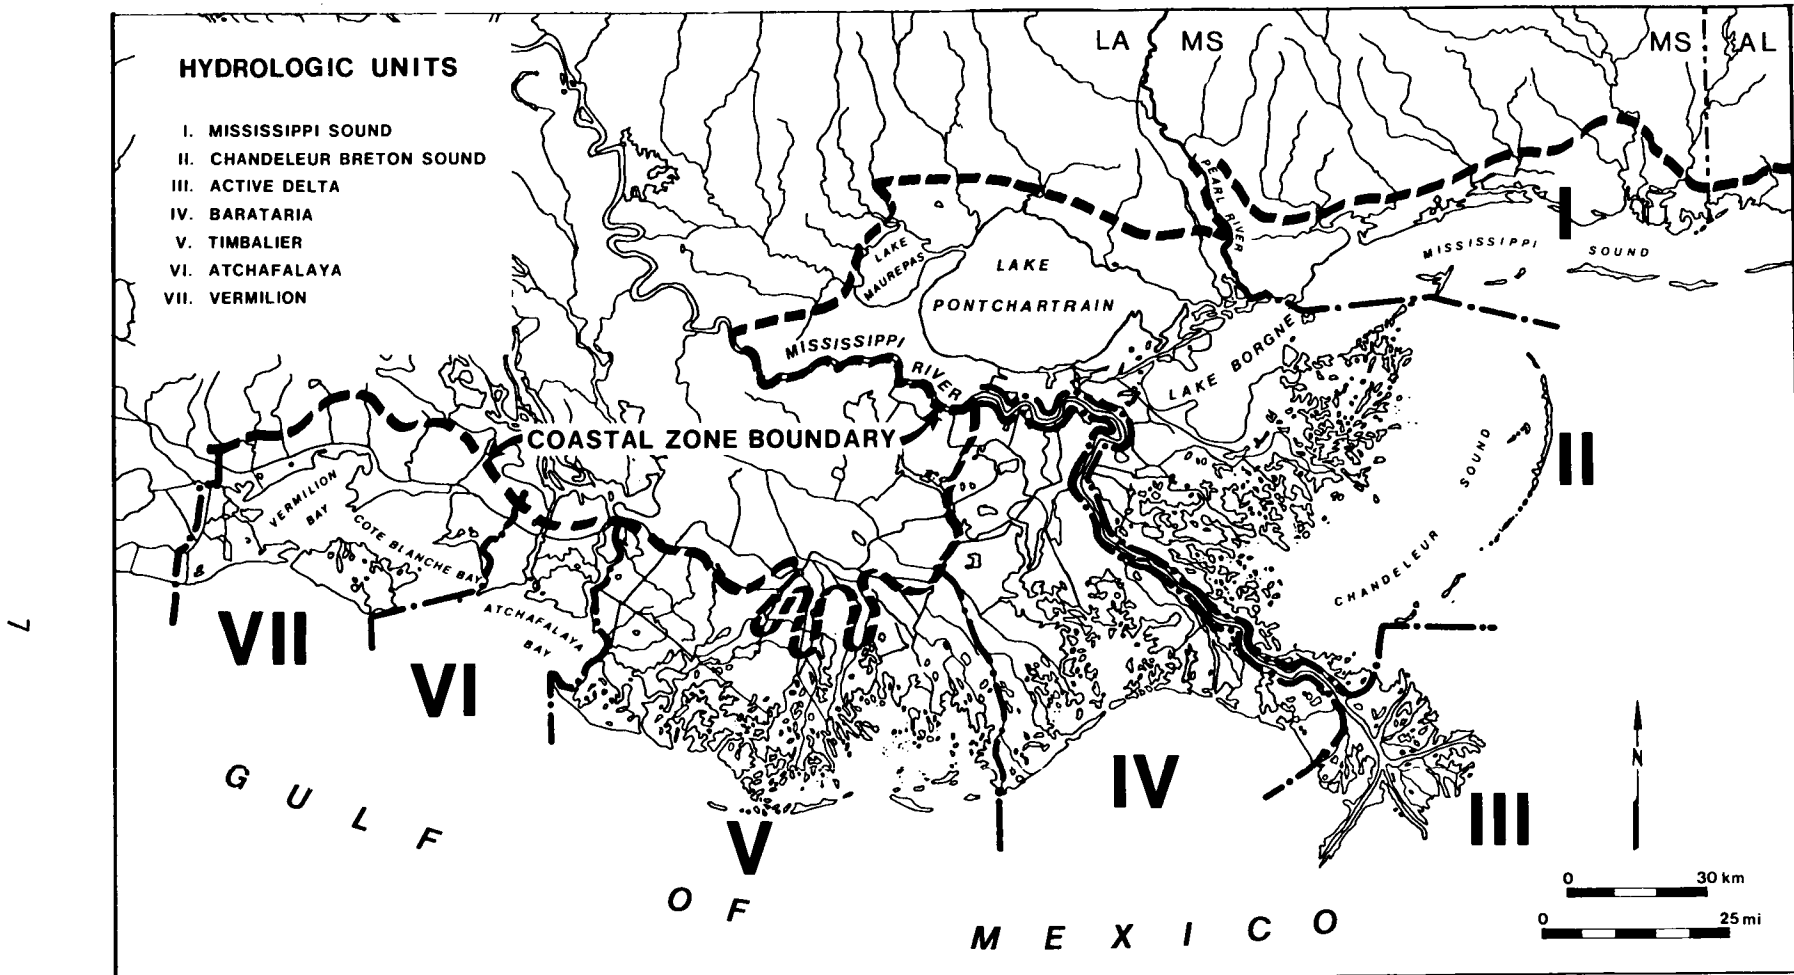 HYDROLOGIC UNITS
I. MISSISSIPPI SOUND
II. CHANDELEUR BRETON SOUND
III. ACTIVE DELTA
IV. BARATARIA
V. TIMBALIER
VI. ATCHAFALAYA
VII. VERMILION
LA MS
MS AL
PEARL RIVER
I
MISSISSIPPI SOUND
LAKE
MAUREPAS
LAKE
PONTCHARTRAIN
MISSISSIPPI
RIVER
LAKE BORGNE
COASTAL ZONE BOUNDARY
II
CHANDELEUR SOUND
VERMILION
BAY
COTE BLANCHE BAY
ATCHAFALAYA
BAY
VII
VI
V
IV
III
GULF
OF
MEXICO
N
0 30 km
0 25 mi
7